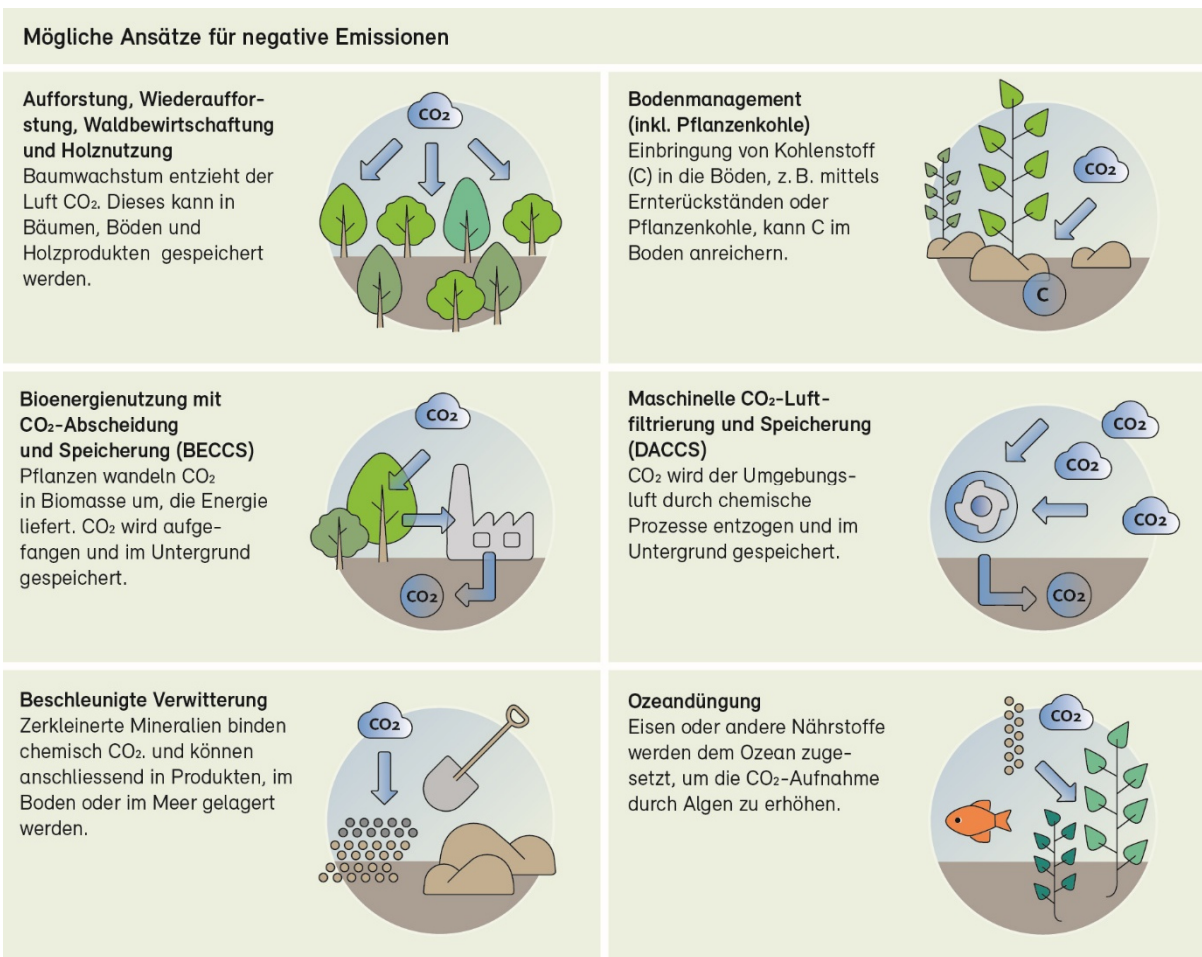 Mögliche Ansätze für negative Emissionen
Aufforstung, Wiederauffor-
stung, Waldbewirtschaftung
und Holznutzung
Baumwachstum entzieht der
Luft CO₂. Dieses kann in
Bäumen, Böden und
Holzprodukten gespeichert
werden.
CO2
Bodenmanagement
(inkl. Pflanzenkohle)
Einbringung von Kohlenstoff
(C) in die Böden, z. B. mittels
Ernterückständen oder
Pflanzenkohle, kann C im
Boden anreichern.
CO2
C
Bioenergienutzung mit
CO₂-Abscheidung
und Speicherung (BECCS)
Pflanzen wandeln CO₂
in Biomasse um, die Energie
liefert. CO₂ wird aufge-
fangen und im Untergrund
gespeichert.
CO2
CO2
Maschinelle CO₂-Luft-
filtrierung und Speicherung
(DACCS)
CO₂ wird der Umgebungs-
luft durch chemische
Prozesse entzogen und im
Untergrund gespeichert.
CO2
CO2
CO2
CO2
Beschleunigte Verwitterung
Zerkleinerte Mineralien binden
chemisch CO₂. und können
anschliessend in Produkten, im
Boden oder im Meer gelagert
werden.
CO2
Ozeandüngung
Eisen oder andere Nährstoffe
werden dem Ozean zuge-
setzt, um die CO₂-Aufnahme
durch Algen zu erhöhen.
CO2